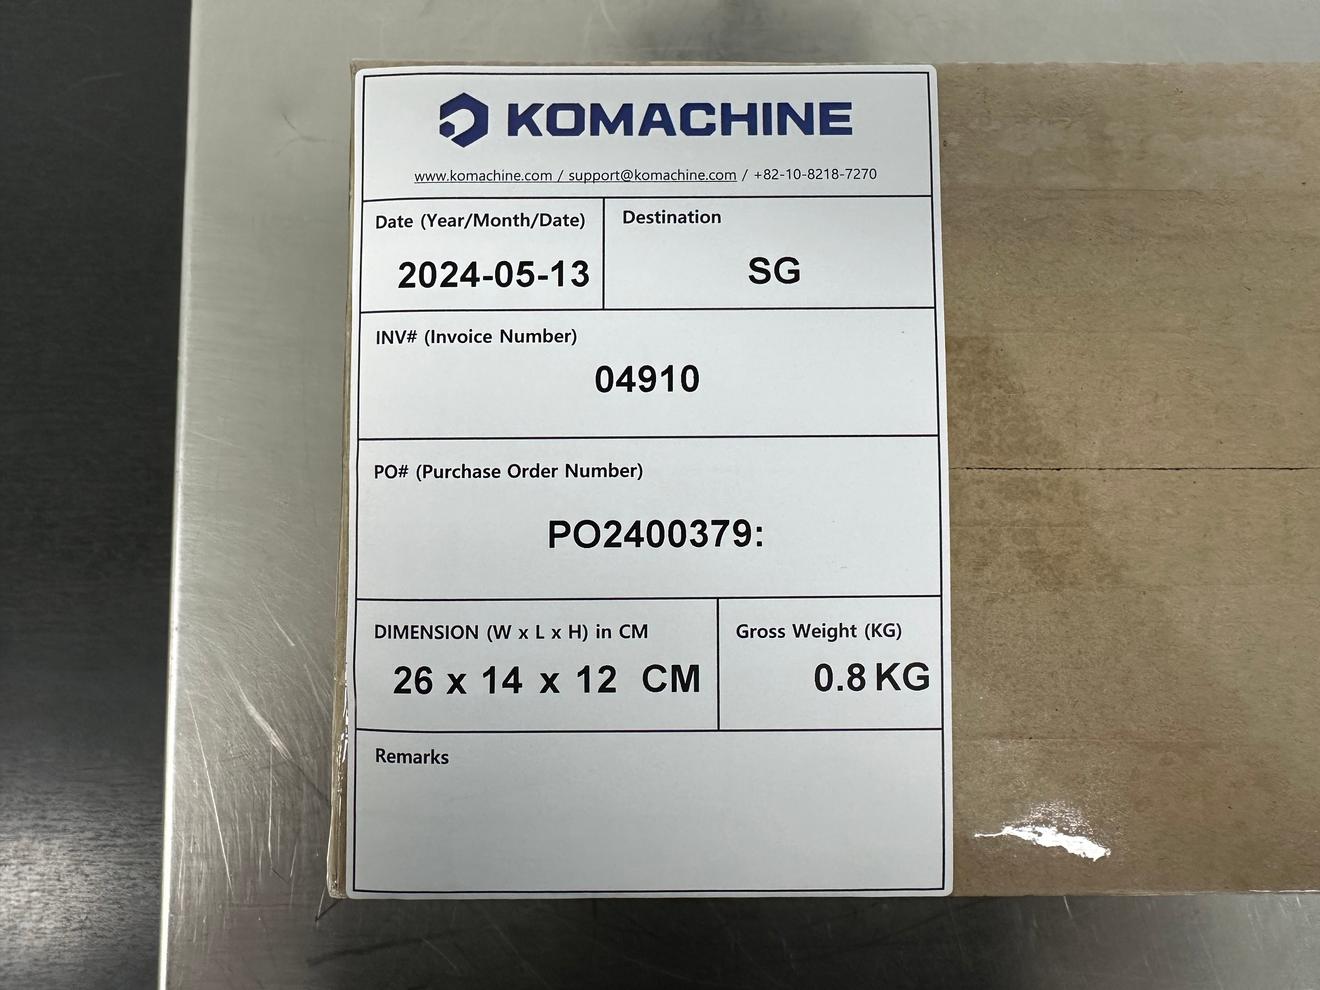 KOMACHINE
www.komachine.com / support@komachine.com / +82-10-8218-7270
Date (Year/Month/Date)
2024-05-13
Destination
SG
INV# (Invoice Number)
04910
PO# (Purchase Order Number)
PO2400379:
DIMENSION (W x L x H) in CM
26 x 14 x 12 CM
Gross Weight (KG)
0.8 KG
Remarks